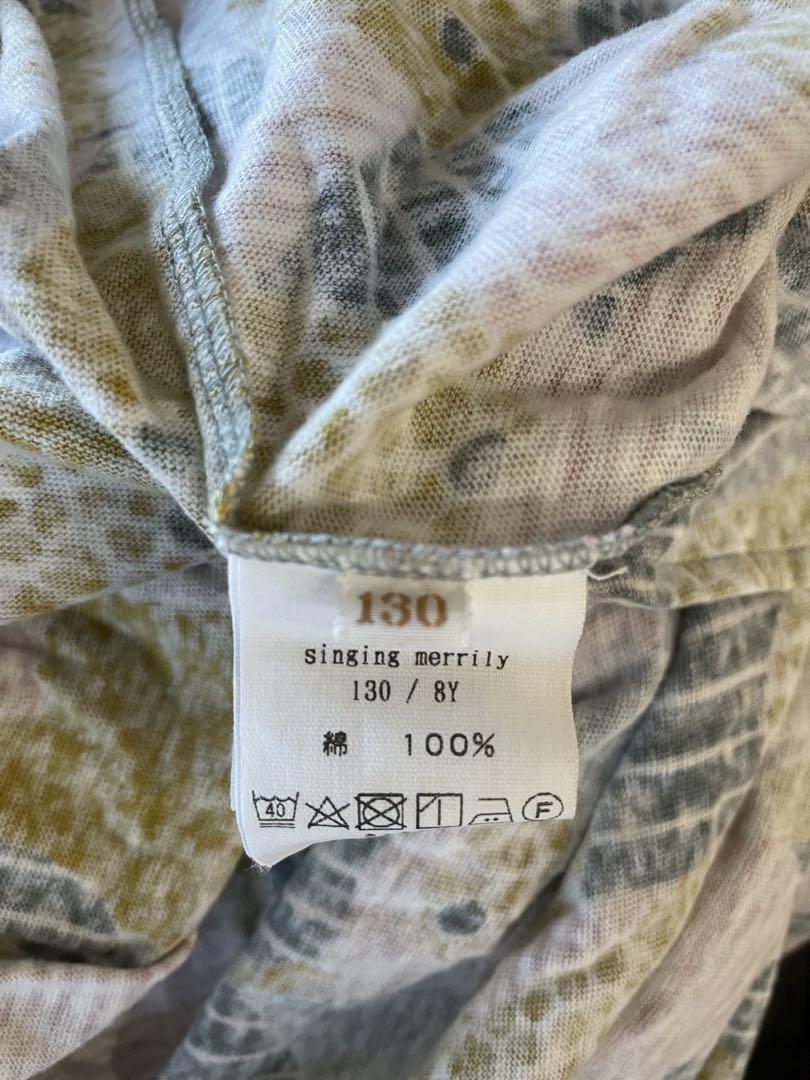 130
singing merrily
130 / 8Y
綿 100%
40 F